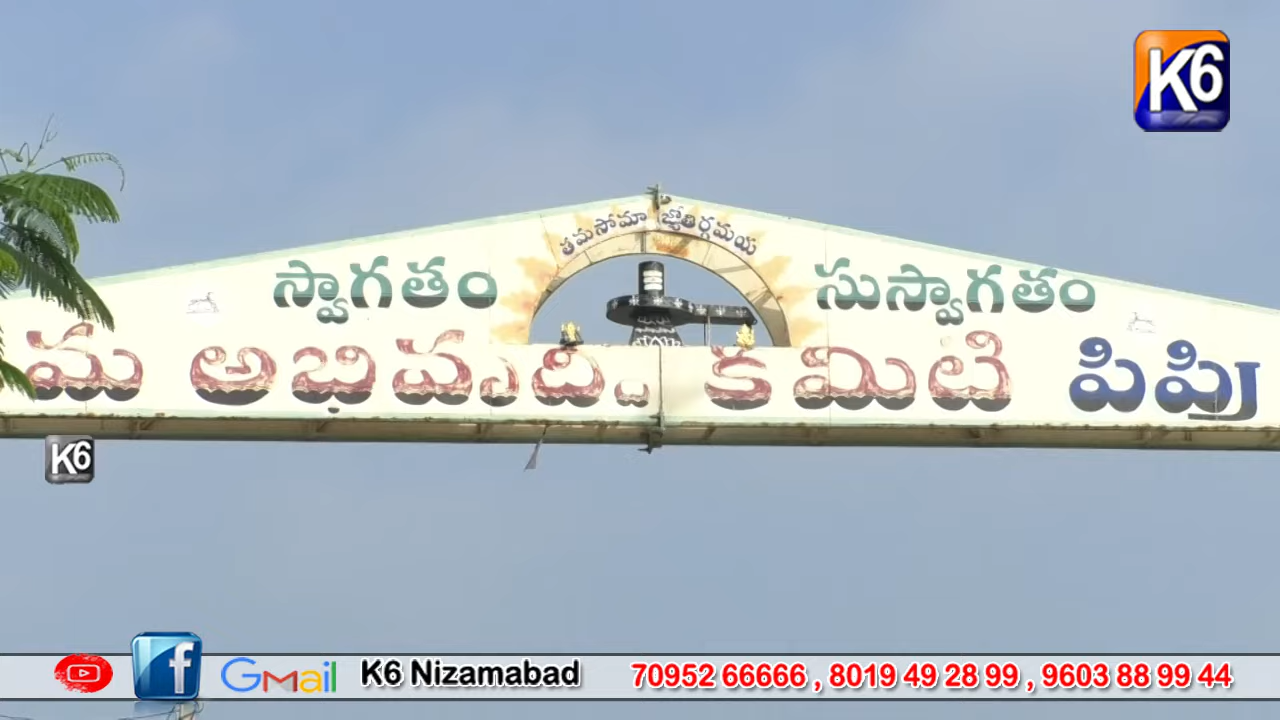 K6
తమసోమా జ్యోతిర్గమయ
స్వాగతం సుస్వాగతం
మ అభివృద్ది. కమిటి పిప్రి
K6
Gmail K6 Nizamabad 70952 66666 , 8019 49 28 99 , 9603 88 99 44